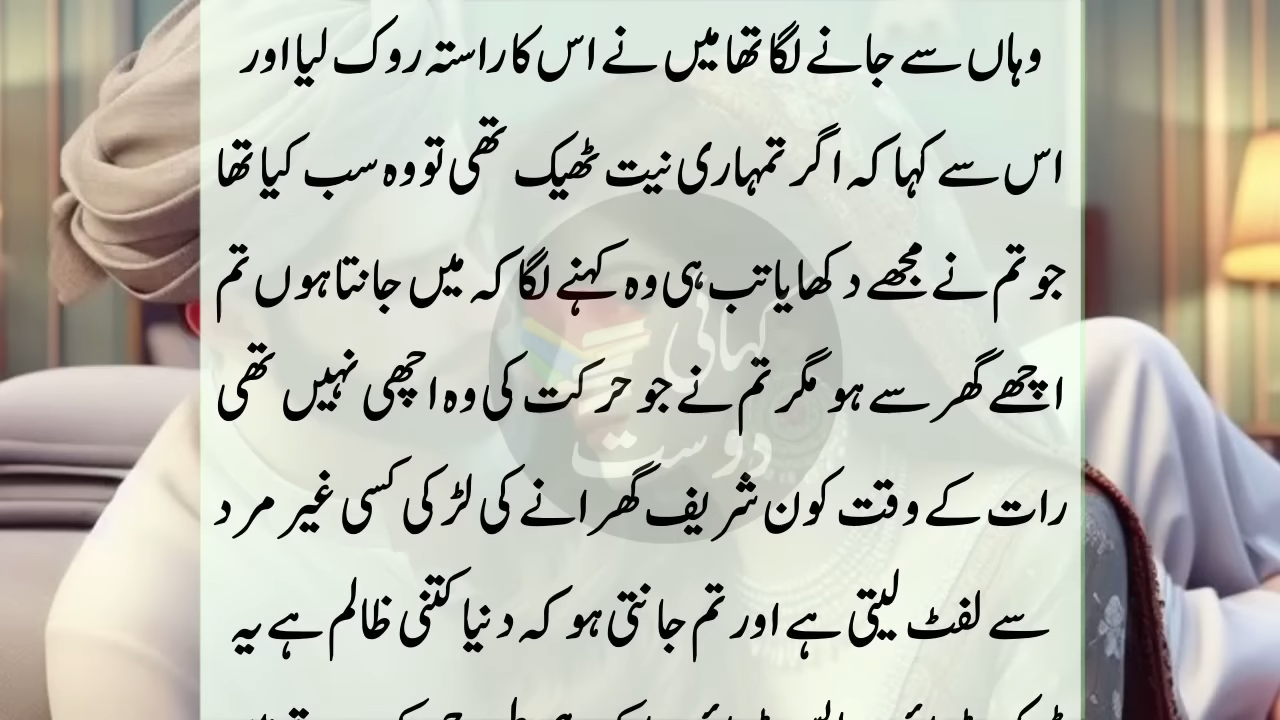 وہاں سے جانے لگا تھا میں نے اس کا راستہ روک لیا اور
اس سے کہا کہ اگر تمہاری نیت ٹھیک تھی تو وہ سب کیا تھا
جو تم نے مجھے دکھایا تب ہی وہ کہنے لگا کہ میں جانتا ہوں تم
اچھے گھر سے ہو مگر تم نے جو حرکت کی وہ اچھی نہیں تھی
رات کے وقت کون شریف گھرانے کی لڑکی کسی غیر مرد
سے لفٹ لیتی ہے اور تم جانتی ہو کہ دنیا کتنی ظالم ہے یہ
کہانی
دوست